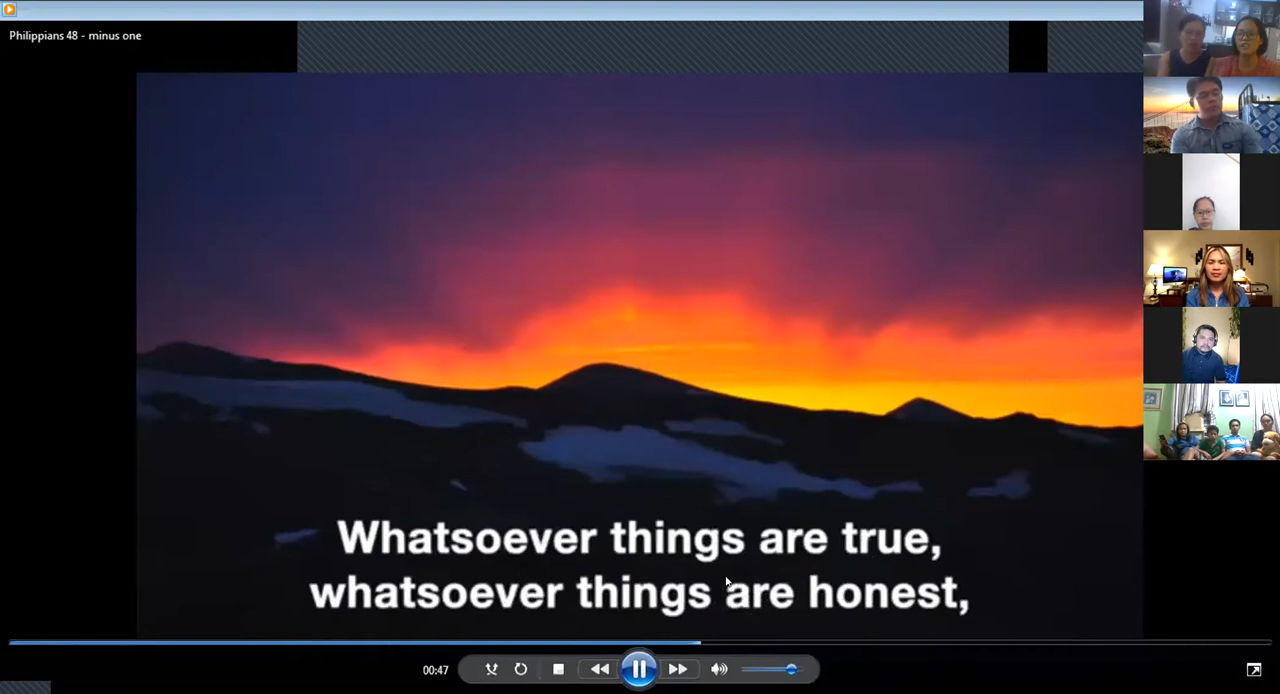 Philippians 48 - minus one
Whatsoever things are true,
whatsoever things are honest,
00:47